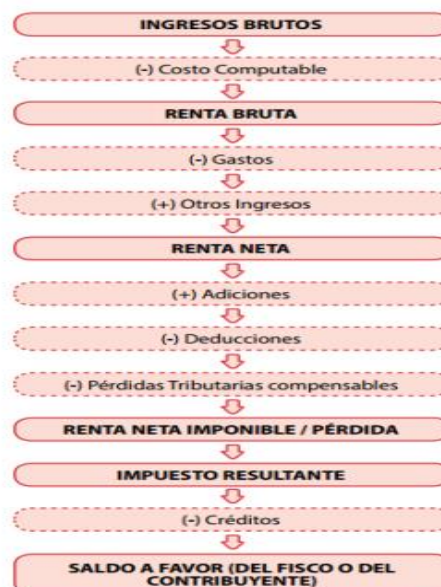 INGRESOS BRUTOS
(-) Costo Computable
RENTA BRUTA
(-) Gastos
(+) Otros Ingresos
RENTA NETA
(+) Adiciones
(-) Deducciones
(-) Pérdidas Tributarias compensables
RENTA NETA IMPONIBLE / PÉRDIDA
IMPUESTO RESULTANTE
(-) Créditos
SALDO A FAVOR (DEL FISCO O DEL
CONTRIBUYENTE)